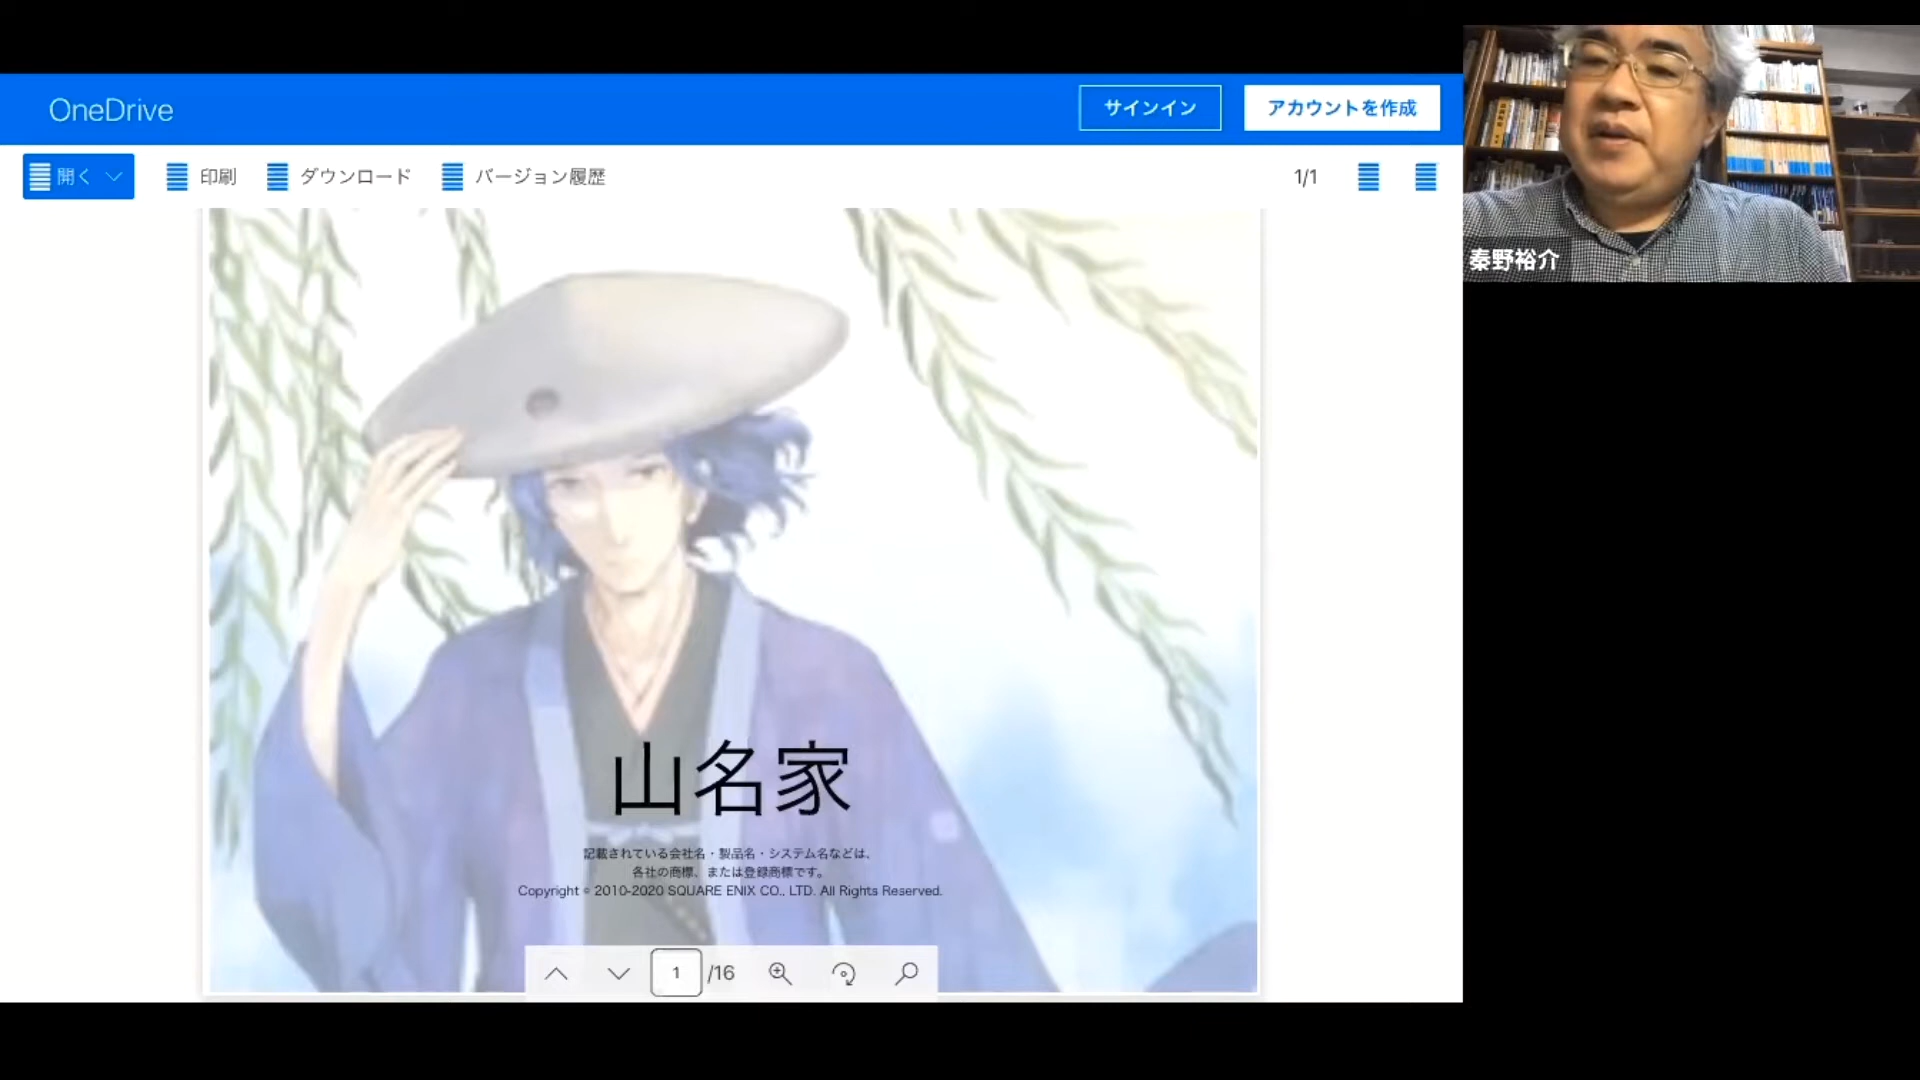 OneDrive
サインイン
アカウントを作成
開く
印刷
ダウンロード
バージョン履歴
1/1
秦野裕介
山名家
記載されている会社名・製品名・システム名などは、
各社の商標、または登録商標です。
Copyright © 2010-2020 SQUARE ENIX CO., LTD. All Rights Reserved.
1 /16